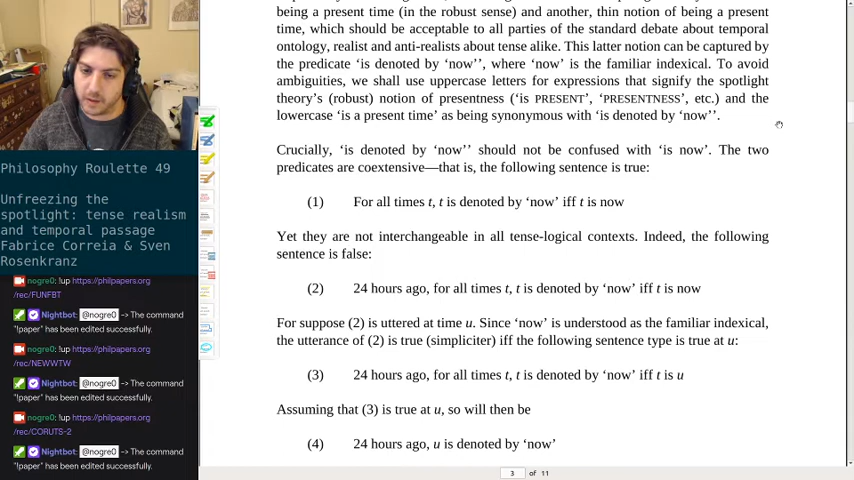 being a present time (in the robust sense) and another, thin notion of being a present
time, which should be acceptable to all parties of the standard debate about temporal
ontology, realist and anti-realists about tense alike. This latter notion can be captured by
the predicate ‘is denoted by ‘now’’, where ‘now’ is the familiar indexical. To avoid
ambiguities, we shall use uppercase letters for expressions that signify the spotlight
theory’s (robust) notion of presentness (‘is PRESENT’, ‘PRESENTNESS’, etc.) and the
lowercase ‘is a present time’ as being synonymous with ‘is denoted by ‘now’’.
Crucially, ‘is denoted by ‘now’’ should not be confused with ‘is now’. The two
predicates are coextensive—that is, the following sentence is true:
(1) For all times t, t is denoted by ‘now’ iff t is now
Yet they are not interchangeable in all tense-logical contexts. Indeed, the following
sentence is false:
(2) 24 hours ago, for all times t, t is denoted by ‘now’ iff t is now
For suppose (2) is uttered at time u. Since ‘now’ is understood as the familiar indexical,
the utterance of (2) is true (simpliciter) iff the following sentence type is true at u:
(3) 24 hours ago, for all times t, t is denoted by ‘now’ iff t is u
Assuming that (3) is true at u, so will then be
(4) 24 hours ago, u is denoted by ‘now’
3 of 11
Philosophy Roulette 49
Unfreezing the
spotlight: tense realism
and temporal passage
Fabrice Correia & Sven
Rosenkranz
nogre0: !up https://philpapers.org
/rec/FUNFBT
Nightbot: @nogre0 -> The command
"!paper" has been edited successfully.
nogre0: !up https://philpapers.org
/rec/NEWWTW
Nightbot: @nogre0 -> The command
"!paper" has been edited successfully.
nogre0: !up https://philpapers.org
/rec/CORUTS-2
Nightbot: @nogre0 -> The command
"!paper" has been edited successfully.